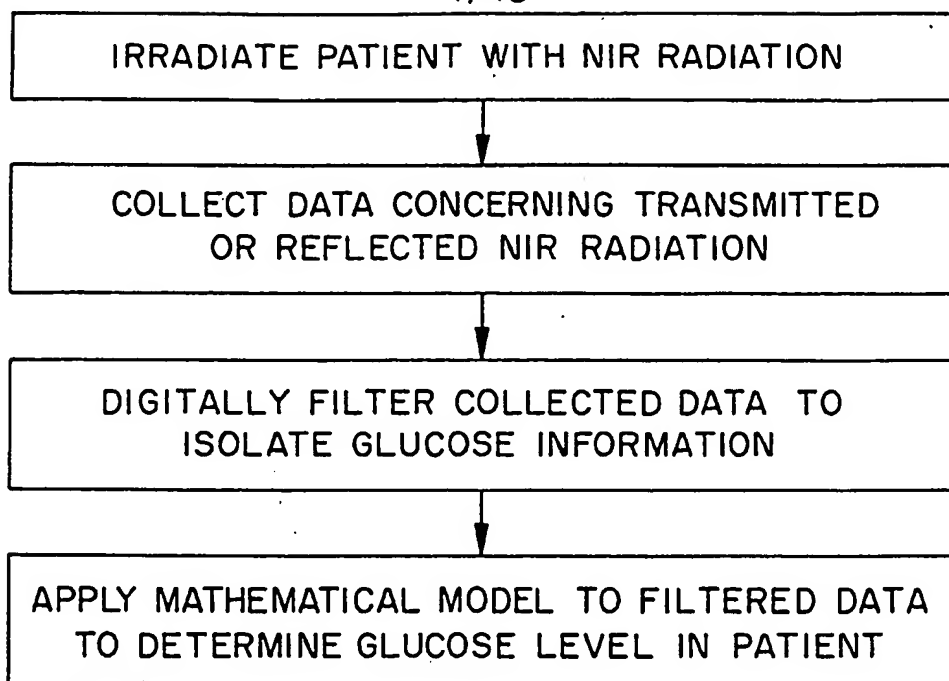 IRRADIATE PATIENT WITH NIR RADIATION
COLLECT DATA CONCERNING TRANSMITTED
OR REFLECTED NIR RADIATION
DIGITALLY FILTER COLLECTED DATA TO
ISOLATE GLUCOSE INFORMATION
APPLY MATHEMATICAL MODEL TO FILTERED DATA
TO DETERMINE GLUCOSE LEVEL IN PATIENT